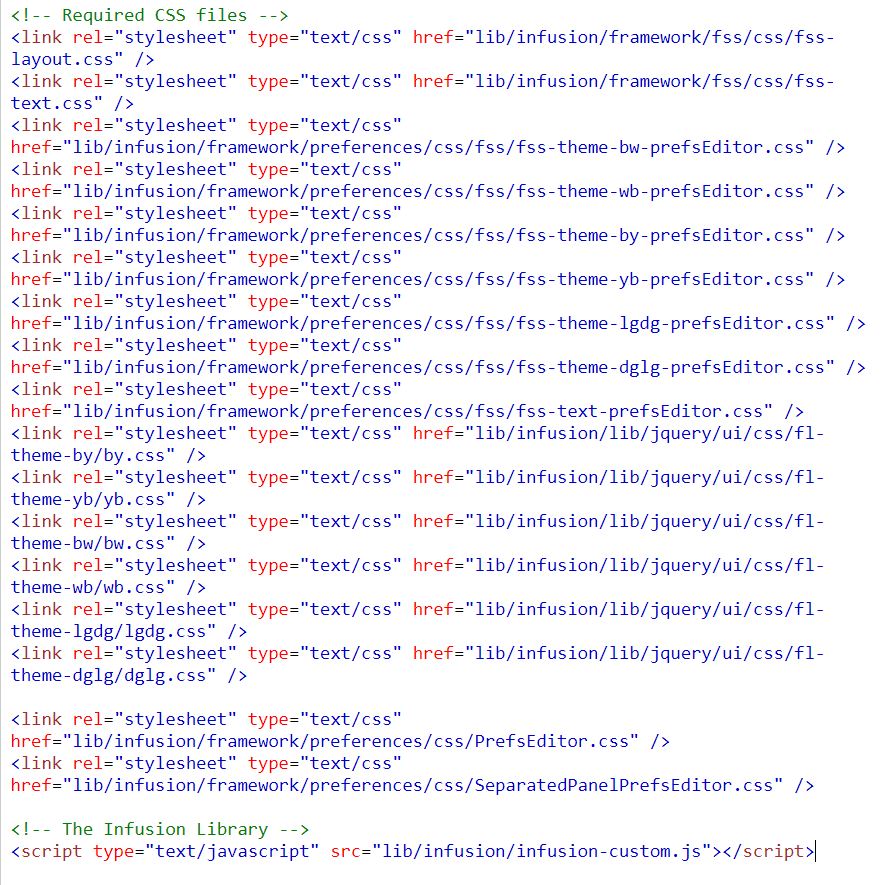 <!-- Required CSS files -->
<link rel="stylesheet" type="text/css" href="lib/infusion/framework/fss/css/fss-
layout.css" />
<link rel="stylesheet" type="text/css" href="lib/infusion/framework/fss/css/fss-
text.css" />
<link rel="stylesheet" type="text/css"
href="lib/infusion/framework/preferences/css/fss/fss-theme-bw-prefsEditor.css" />
<link rel="stylesheet" type="text/css"
href="lib/infusion/framework/preferences/css/fss/fss-theme-wb-prefsEditor.css" />
<link rel="stylesheet" type="text/css"
href="lib/infusion/framework/preferences/css/fss/fss-theme-by-prefsEditor.css" />
<link rel="stylesheet" type="text/css"
href="lib/infusion/framework/preferences/css/fss/fss-theme-yb-prefsEditor.css" />
<link rel="stylesheet" type="text/css"
href="lib/infusion/framework/preferences/css/fss/fss-theme-lgdg-prefsEditor.css" />
<link rel="stylesheet" type="text/css"
href="lib/infusion/framework/preferences/css/fss/fss-theme-dglg-prefsEditor.css" />
<link rel="stylesheet" type="text/css"
href="lib/infusion/framework/preferences/css/fss/fss-text-prefsEditor.css" />
<link rel="stylesheet" type="text/css" href="lib/infusion/lib/jquery/ui/css/fl-
theme-by/by.css" />
<link rel="stylesheet" type="text/css" href="lib/infusion/lib/jquery/ui/css/fl-
theme-yb/yb.css" />
<link rel="stylesheet" type="text/css" href="lib/infusion/lib/jquery/ui/css/fl-
theme-bw/bw.css" />
<link rel="stylesheet" type="text/css" href="lib/infusion/lib/jquery/ui/css/fl-
theme-wb/wb.css" />
<link rel="stylesheet" type="text/css" href="lib/infusion/lib/jquery/ui/css/fl-
theme-lgdg/lgdg.css" />
<link rel="stylesheet" type="text/css" href="lib/infusion/lib/jquery/ui/css/fl-
theme-dglg/dglg.css" />

<link rel="stylesheet" type="text/css"
href="lib/infusion/framework/preferences/css/PrefsEditor.css" />
<link rel="stylesheet" type="text/css"
href="lib/infusion/framework/preferences/css/SeparatedPanelPrefsEditor.css" />

<!-- The Infusion Library -->
<script type="text/javascript" src="lib/infusion/infusion-custom.js"></script>